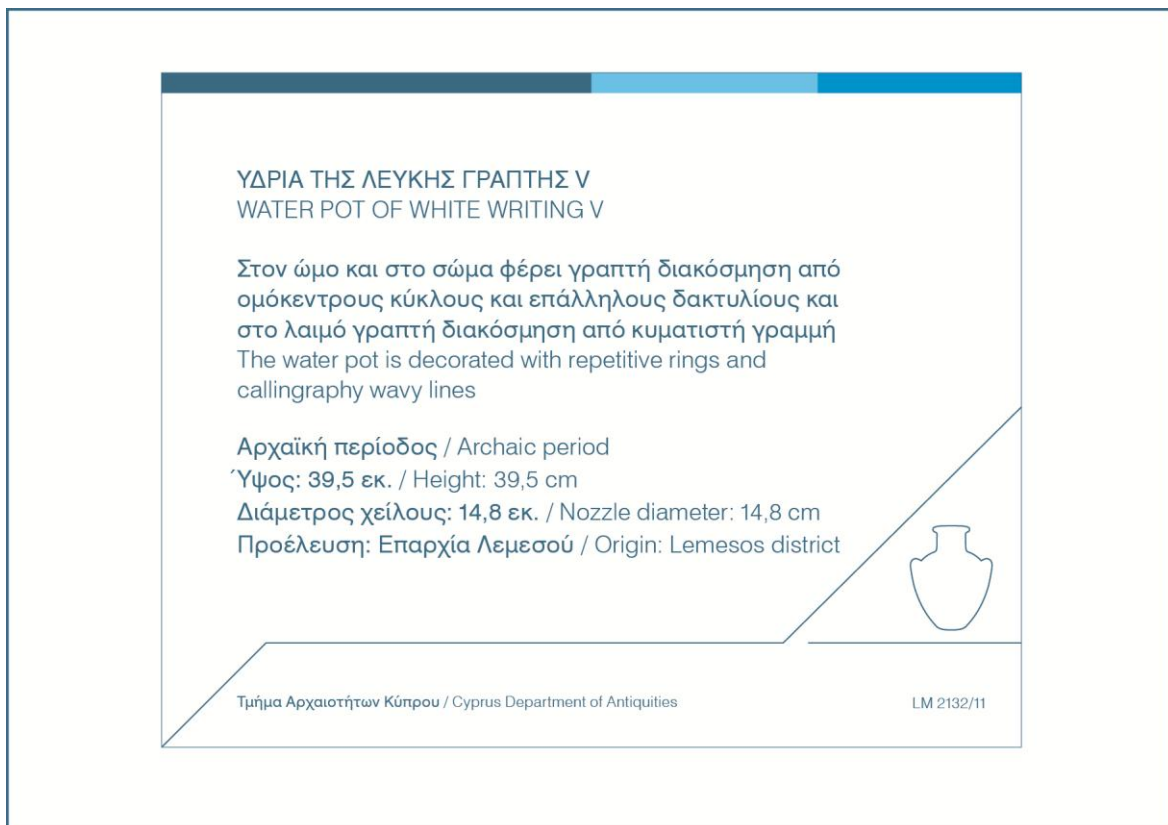 ΥΔΡΙΑ ΤΗΣ ΛΕΥΚΗΣ ΓΡΑΠΤΗΣ V
WATER POT OF WHITE WRITING V
Στον ώμο και στο σώμα φέρει γραπτή διακόσμηση από
ομόκεντρους κύκλους και επάλληλους δακτυλίους και
στο λαιμό γραπτή διακόσμηση από κυματιστή γραμμή
The water pot is decorated with repetitive rings and
callingraphy wavy lines
Αρχαϊκή περίοδος / Archaic period
Ύψος: 39,5 εκ. / Height: 39,5 cm
Διάμετρος χείλους: 14,8 εκ. / Nozzle diameter: 14,8 cm
Προέλευση: Επαρχία Λεμεσού / Origin: Lemesos district
Τμήμα Αρχαιοτήτων Κύπρου / Cyprus Department of Antiquities
LM 2132/11